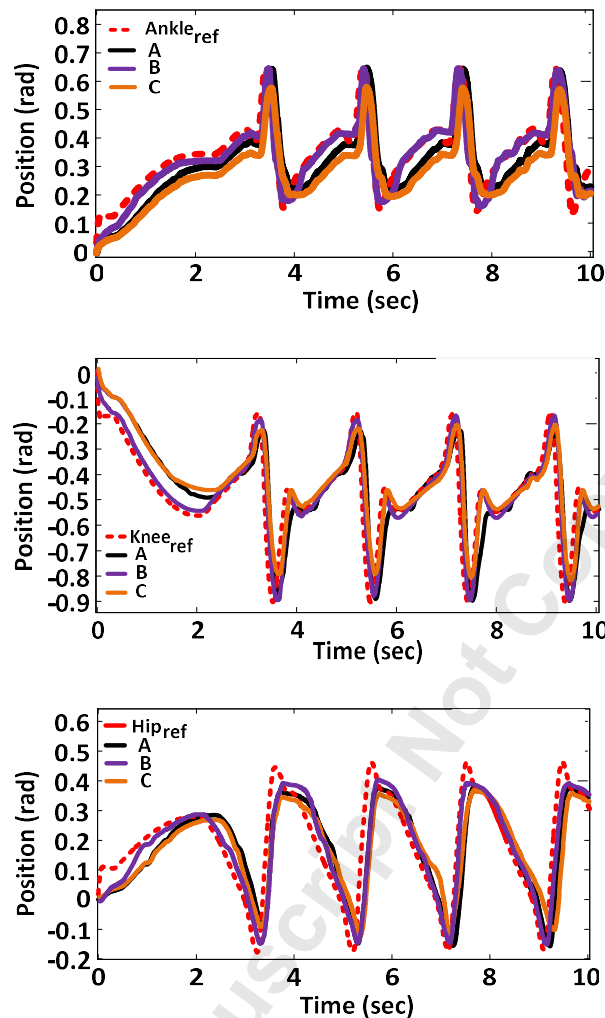 0.8
0.7
0.6
0.5
0.4
0.3
0.2
0.1
0
Position (rad)
Ankle_ref
A
B
C
0 2 4 6 8 10
Time (sec)
0
-0.1
-0.2
-0.3
-0.4
-0.5
-0.6
-0.7
-0.8
-0.9
Position (rad)
Knee_ref
A
B
C
0 2 4 6 8 10
Time (sec)
0.6
0.5
0.4
0.3
0.2
0.1
0
-0.1
-0.2
Position (rad)
Hip_ref
A
B
C
0 2 4 6 8 10
Time (sec)
uscript Not Cop